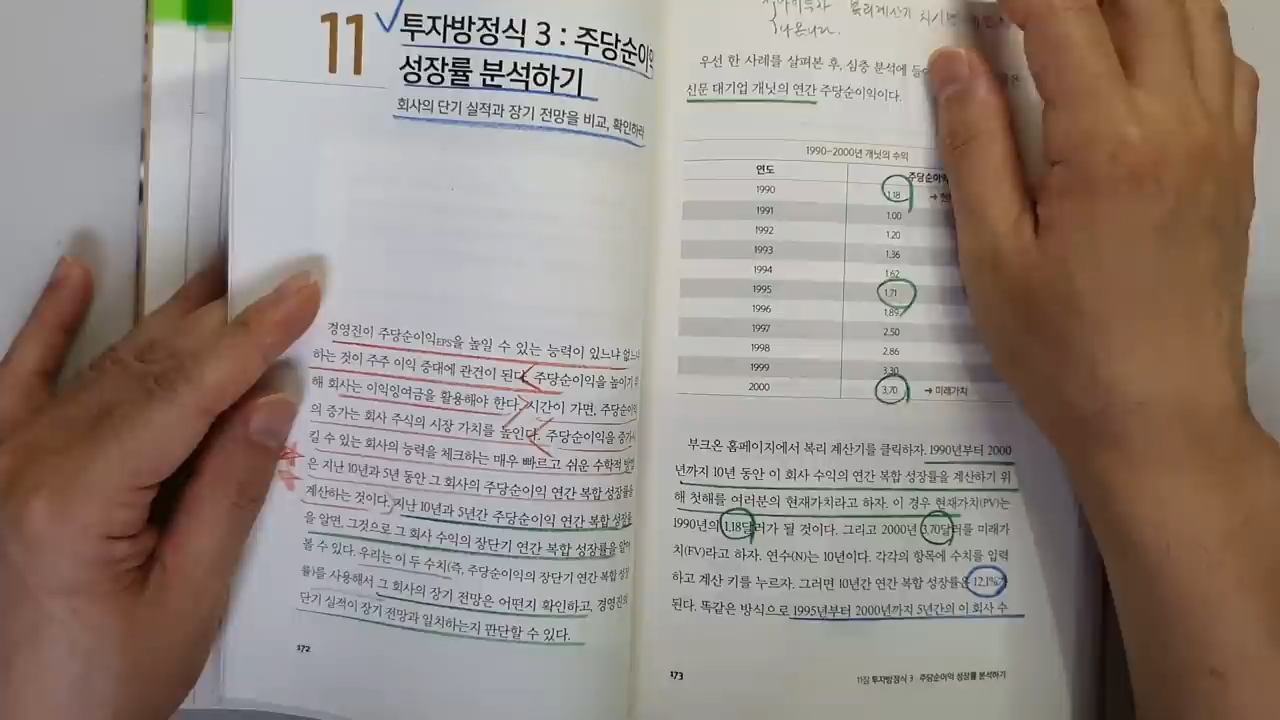 11
투자방정식 3 : 주당순이익
성장률 분석하기
회사의 단기 실적과 장기 전망을 비교, 확인하라
경영진이 주당순이익EPS을 높일 수 있는 능력이 있느냐 없느냐
하는 것이 주주 이익 증대에 관건이 된다. 주당순이익을 높이기 위
해 회사는 이익잉여금을 활용해야 한다. 시간이 가면, 주당순이익
의 증가는 회사 주식의 시장 가치를 높인다. 주당순이익을 증가시
킬 수 있는 회사의 능력을 체크하는 매우 빠르고 쉬운 수학적 방법
은 지난 10년과 5년 동안 그 회사의 주당순이익 연간 복합 성장률을
계산하는 것이다. 지난 10년과 5년간 주당순이익 연간 복합 성장률
을 알면, 그것으로 그 회사 수익의 장단기 연간 복합 성장률을 알아
볼 수 있다. 우리는 이 두 수치(즉, 주당순이익의 장단기 연간 복합 성장
률)를 사용해서 그 회사의 장기 전망은 어떤지 확인하고, 경영진의
단기 실적이 장기 전망과 일치하는지 판단할 수 있다.
172
복리계산기
나온니라.
우선 한 사례를 살펴본 후, 심층 분석에
신문 대기업 개닛의 연간 주당순이익이다.
1990-2000년 개닛의 수익
연도 주당순이익
1990 1.18 →
1991 1.00
1992 1.20
1993 1.36
1994 1.62
1995 1.71
1996 1.89
1997 2.50
1998 2.86
1999 3.30
2000 3.70 → 미래가치
부크온 홈페이지에서 복리 계산기를 클릭하자. 1990년부터 2000
년까지 10년 동안 이 회사 수익의 연간 복합 성장률을 계산하기 위
해 첫해를 여러분의 현재가치라고 하자. 이 경우 현재가치(PV)는
1990년의 1.18달러가 될 것이다. 그리고 2000년 3.70달러를 미래가
치(FV)라고 하자. 연수(N)는 10년이다. 각각의 항목에 수치를 입력
하고 계산 키를 누르자. 그러면 10년간 연간 복합 성장률은 12.1%가
된다. 똑같은 방식으로 1995년부터 2000년까지 5년간의 이 회사 수
173
11장 투자방정식 3 : 주당순이익 성장률 분석하기